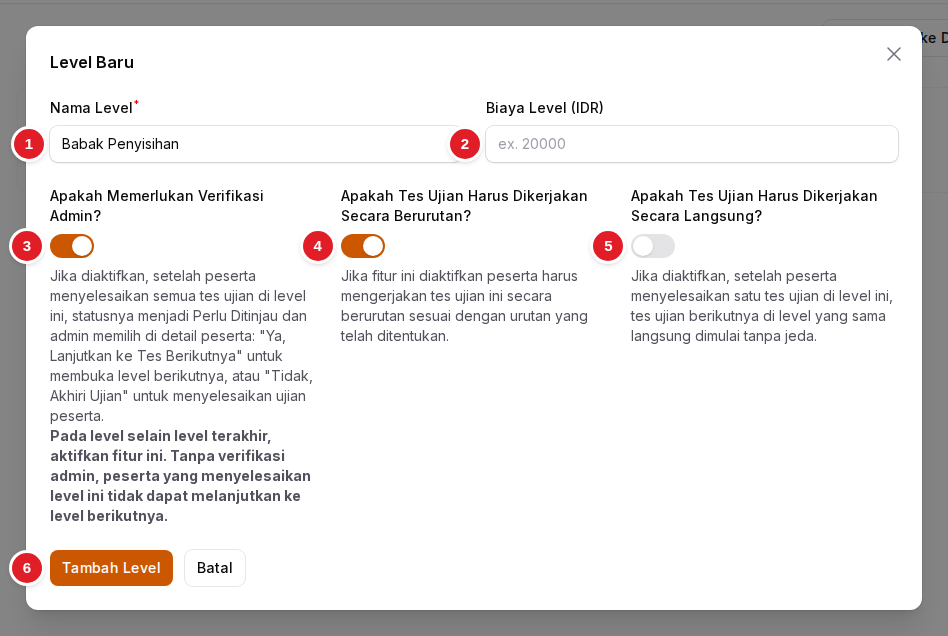 ke D
Level Baru
Nama Level*
Biaya Level (IDR)
1
Babak Penyisihan
2
ex. 20000
Apakah Memerlukan Verifikasi
Admin?
3
Jika diaktifkan, setelah peserta
menyelesaikan semua tes ujian di level
ini, statusnya menjadi Perlu Ditinjau dan
admin memilih di detail peserta: "Ya,
Lanjutkan ke Tes Berikutnya" untuk
membuka level berikutnya, atau "Tidak,
Akhiri Ujian" untuk menyelesaikan ujian
peserta.
Pada level selain level terakhir,
aktifkan fitur ini. Tanpa verifikasi
admin, peserta yang menyelesaikan
level ini tidak dapat melanjutkan ke
level berikutnya.
Apakah Tes Ujian Harus Dikerjakan
Secara Berurutan?
4
Jika fitur ini diaktifkan peserta harus
mengerjakan tes ujian ini secara
berurutan sesuai dengan urutan yang
telah ditentukan.
Apakah Tes Ujian Harus Dikerjakan
Secara Langsung?
5
Jika diaktifkan, setelah peserta
menyelesaikan satu tes ujian di level ini,
tes ujian berikutnya di level yang sama
langsung dimulai tanpa jeda.
6
Tambah Level
Batal